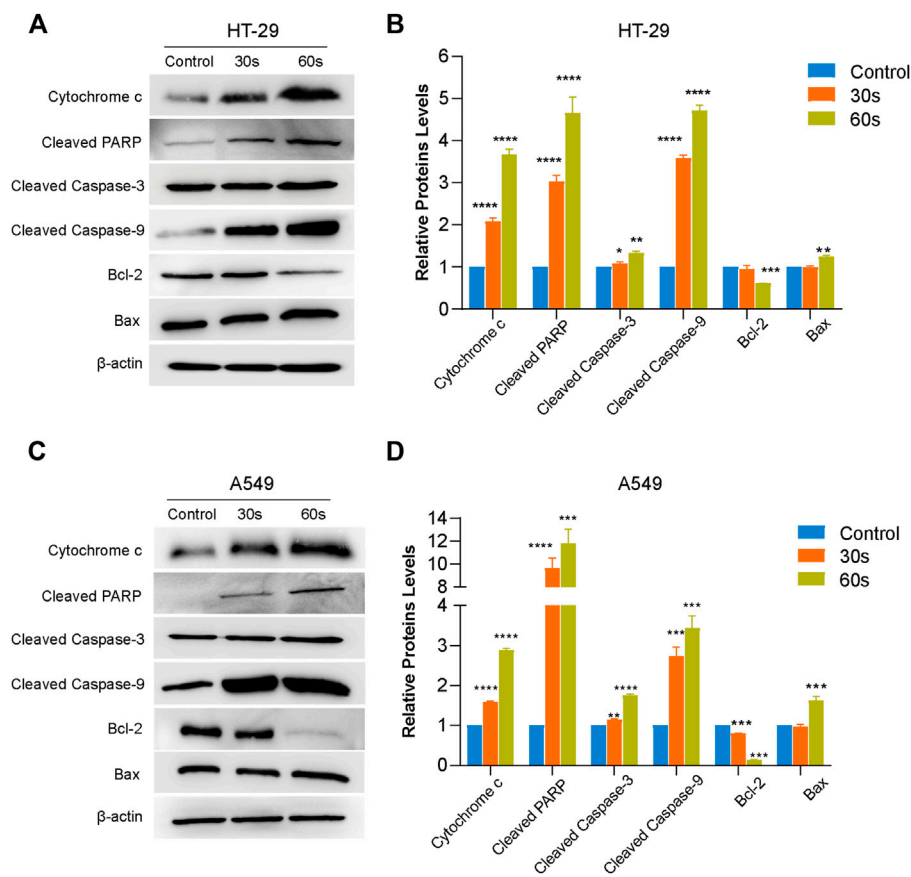 A
HT-29
Control 30s 60s
Cytochrome c
Cleaved PARP
Cleaved Caspase-3
Cleaved Caspase-9
Bcl-2
Bax
β-actin
B
HT-29
Relative Proteins Levels
6
5
4
3
2
1
0
**** ****
**** ****
* **
**** ****
***
**
Cytochrome c
Cleaved PARP
Cleaved Caspase-3
Cleaved Caspase-9
Bcl-2
Bax
Control
30s
60s
C
A549
Control 30s 60s
Cytochrome c
Cleaved PARP
Cleaved Caspase-3
Cleaved Caspase-9
Bcl-2
Bax
β-actin
D
A549
Relative Proteins Levels
14
12
10
8
6
4
3
2
1
0
**** ****
**** ***
** ****
*** ***
*** ***
***
Cytochrome c
Cleaved PARP
Cleaved Caspase-3
Cleaved Caspase-9
Bcl-2
Bax
Control
30s
60s